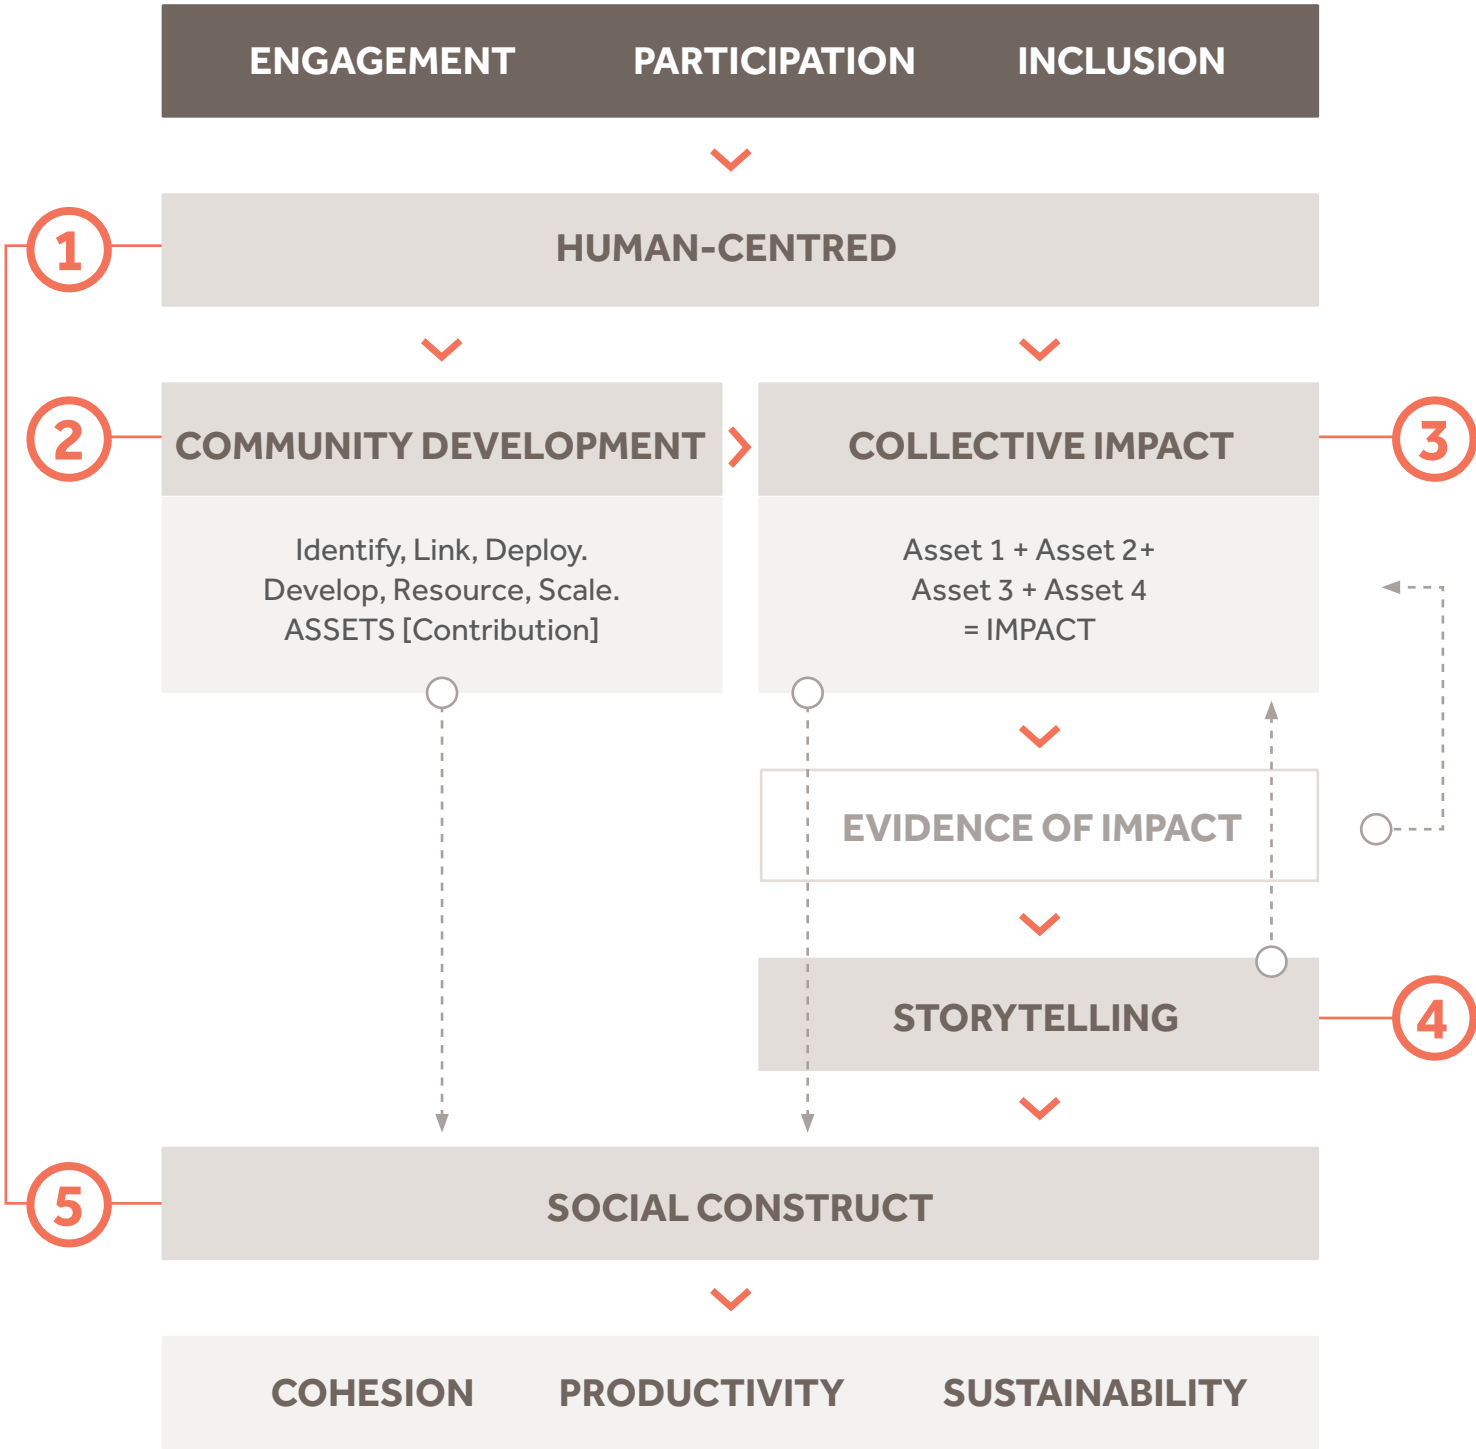 ENGAGEMENT PARTICIPATION INCLUSION
1
HUMAN-CENTRED
2
COMMUNITY DEVELOPMENT
COLLECTIVE IMPACT
3
Identify, Link, Deploy.
Develop, Resource, Scale.
ASSETS [Contribution]
Asset 1 + Asset 2+
Asset 3 + Asset 4
= IMPACT
EVIDENCE OF IMPACT
STORYTELLING
4
5
SOCIAL CONSTRUCT
COHESION PRODUCTIVITY SUSTAINABILITY